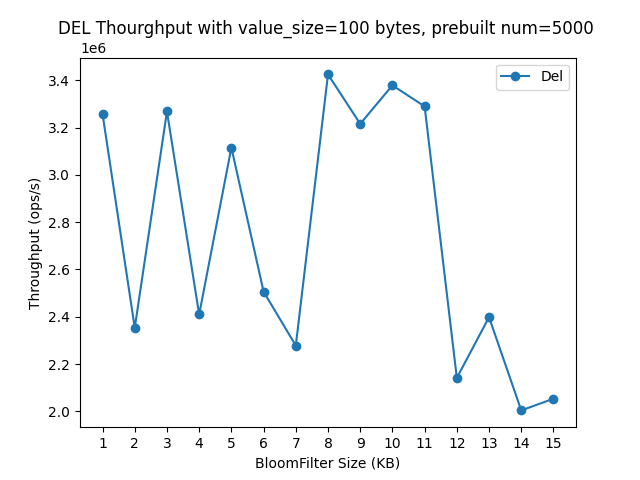 DEL Thourghput with value_size=100 bytes, prebuilt num=5000
1e6
Del
3.4
3.2
3.0
2.8
2.6
2.4
2.2
2.0
Throughput (ops/s)
1 2 3 4 5 6 7 8 9 10 11 12 13 14 15
BloomFilter Size (KB)